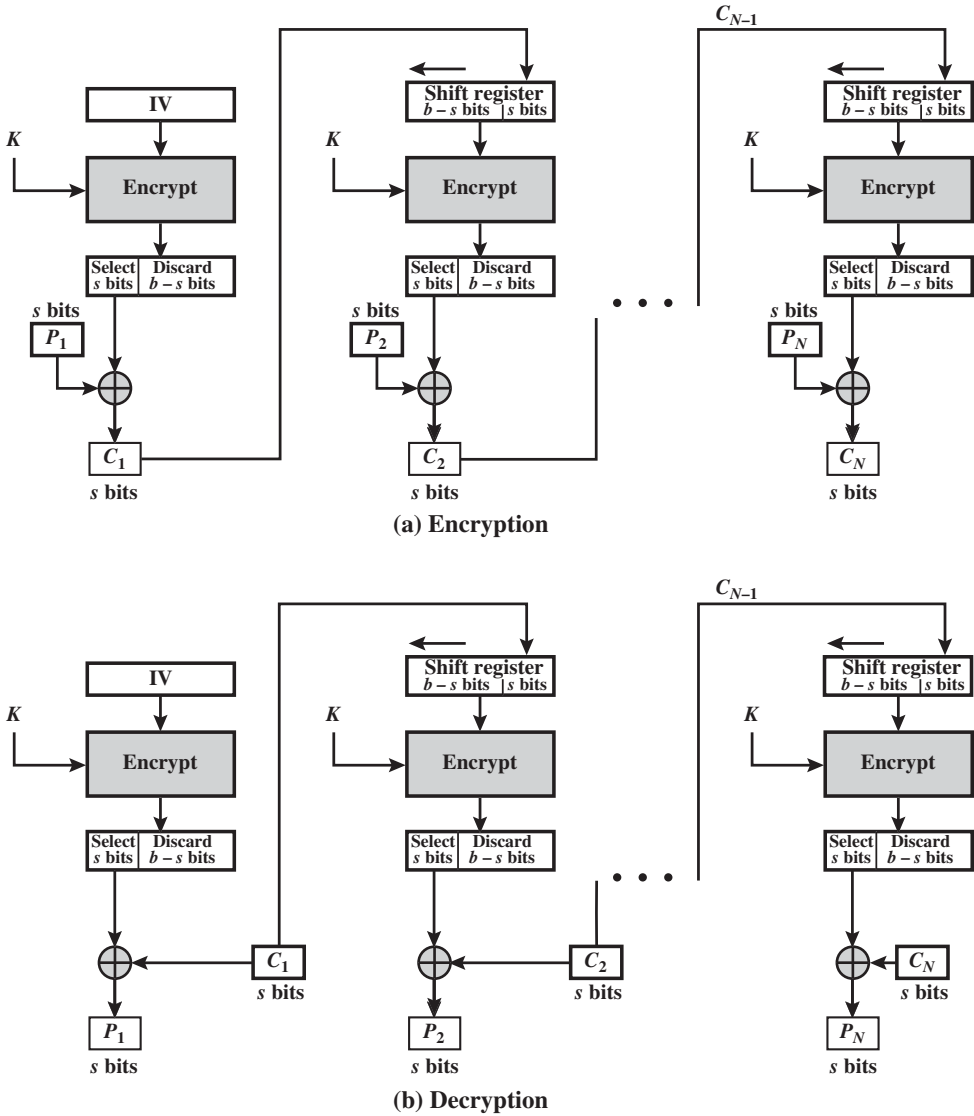 C_{N–1}
IV
Shift register
b – s bits | s bits
Shift register
b – s bits | s bits
K
K
K
Encrypt
Encrypt
Encrypt
Select Discard
s bits b – s bits
Select Discard
s bits b – s bits
Select Discard
s bits b – s bits
s bits
P_1
s bits
P_2
s bits
P_N
• • •
C_1
s bits
C_2
s bits
C_N
s bits
(a) Encryption
C_{N–1}
IV
Shift register
b – s bits | s bits
Shift register
b – s bits | s bits
K
K
K
Encrypt
Encrypt
Encrypt
Select Discard
s bits b – s bits
Select Discard
s bits b – s bits
Select Discard
s bits b – s bits
• • •
C_1
s bits
C_2
s bits
C_N
s bits
P_1
s bits
P_2
s bits
P_N
s bits
(b) Decryption